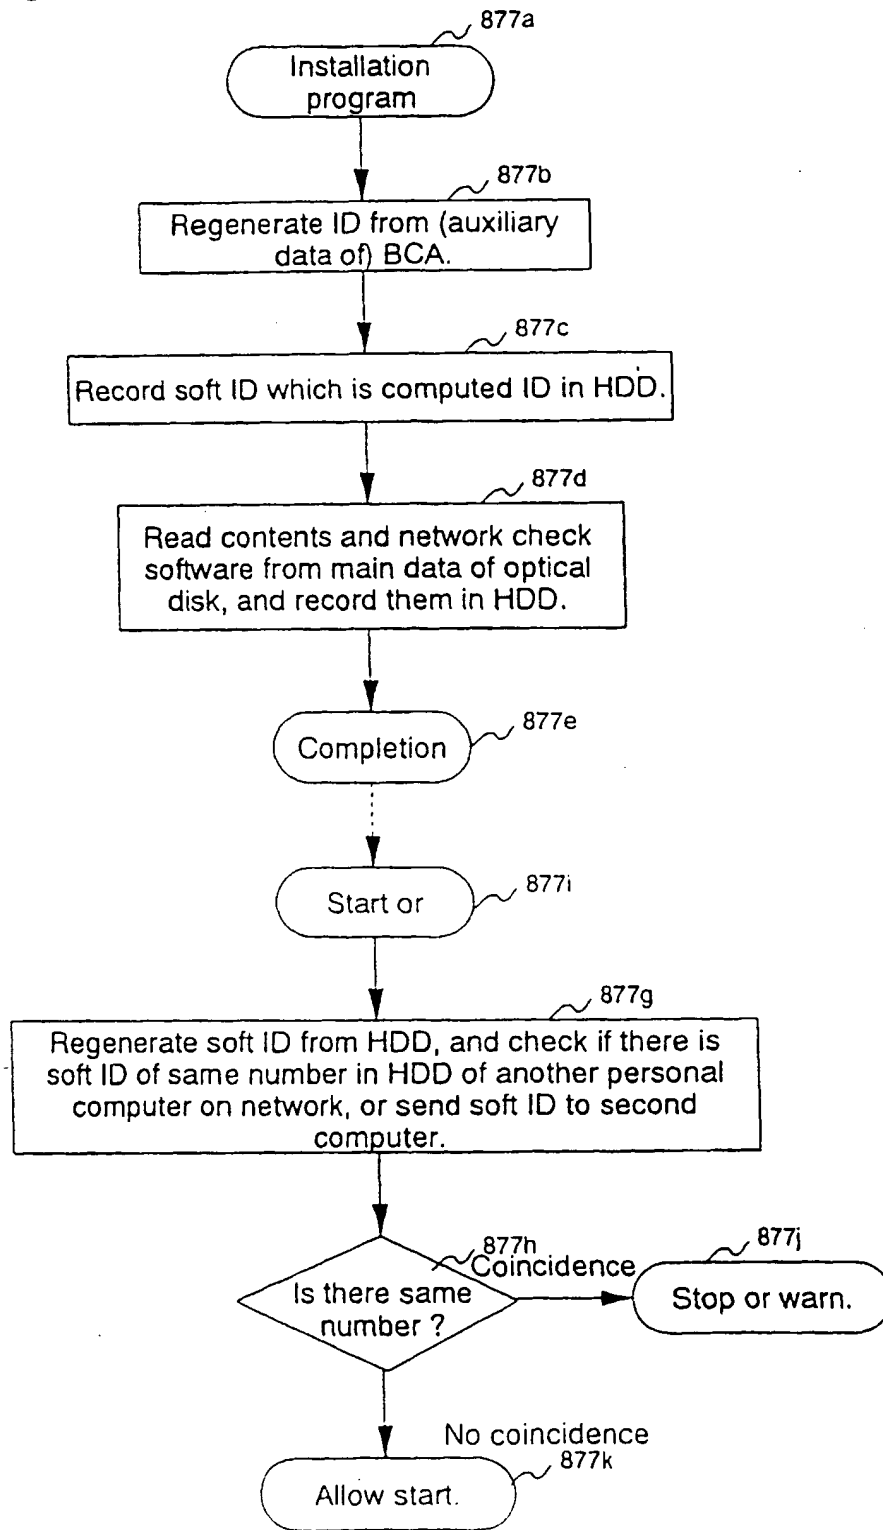 877a
Installation
program
877b
Regenerate ID from (auxiliary
data of) BCA.
877c
Record soft ID which is computed ID in HDD.
877d
Read contents and network check
software from main data of optical
disk, and record them in HDD.
Completion
877e
Start or
877i
877g
Regenerate soft ID from HDD, and check if there is
soft ID of same number in HDD of another personal
computer on network, or send soft ID to second
computer.
877h
Coincidence
877j
Is there same
number ?
Stop or warn.
No coincidence
877k
Allow start.